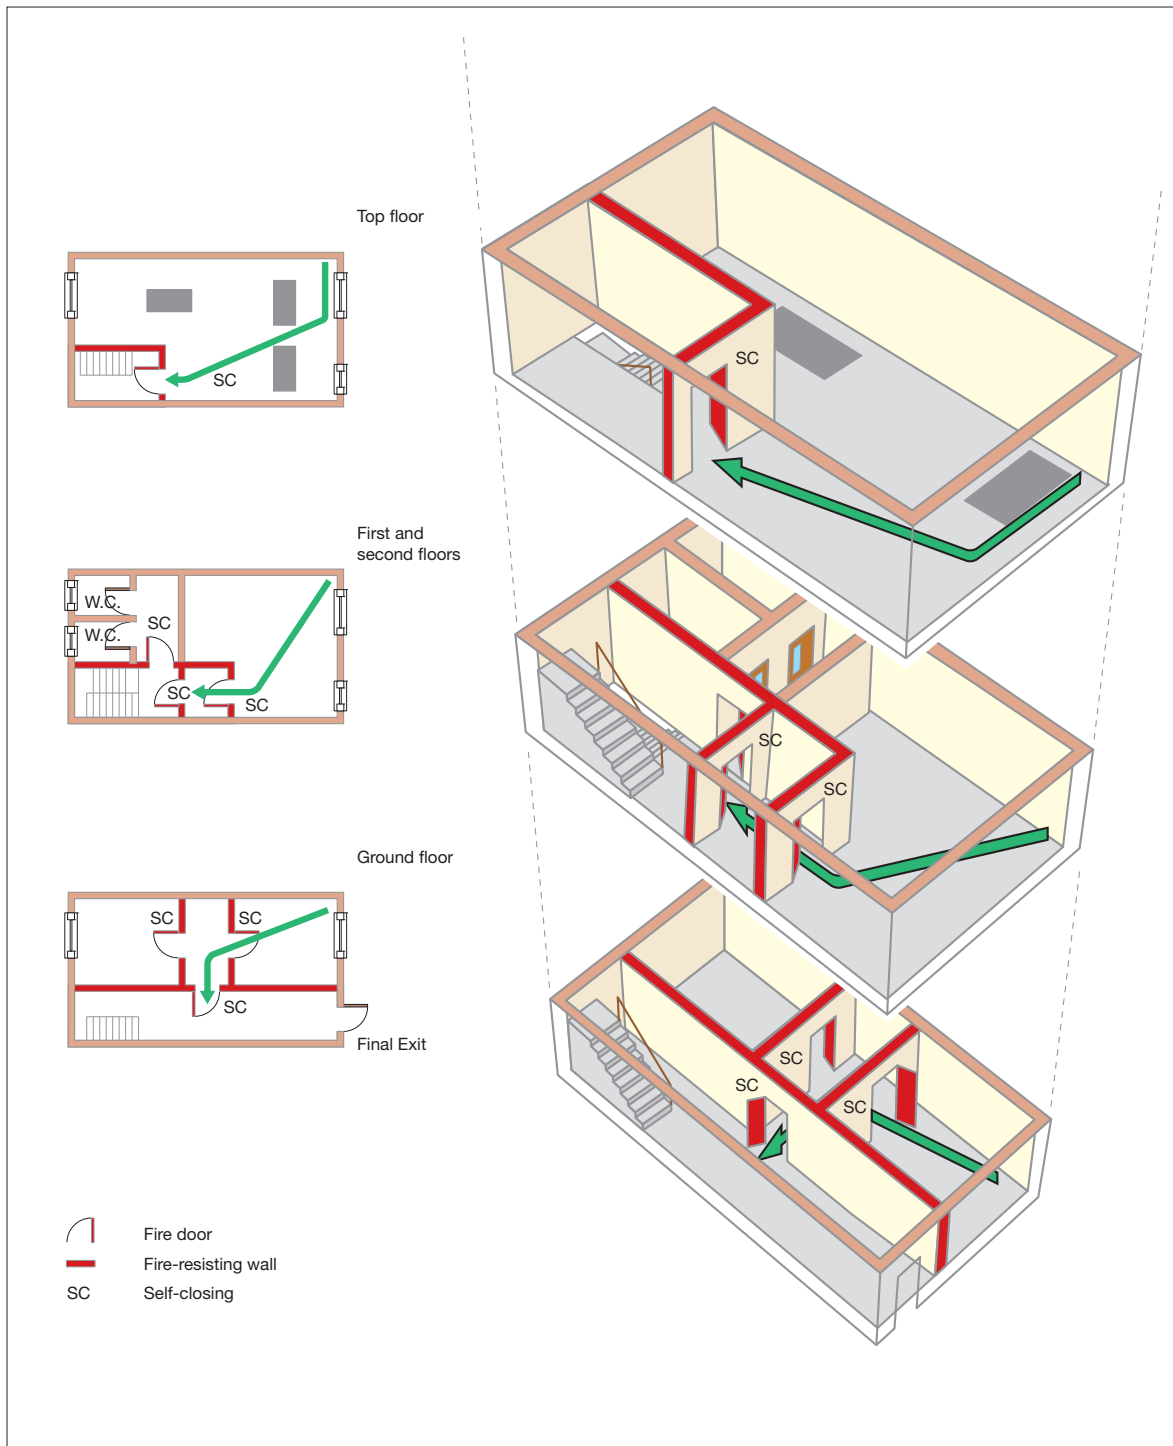 Top floor
SC
SC
First and
second floors
W.C.
W.C.
SC
SC
SC
SC
SC
Ground floor
SC
SC
SC
Final Exit
SC
SC
SC
Fire door
Fire-resisting wall
SC
Self-closing